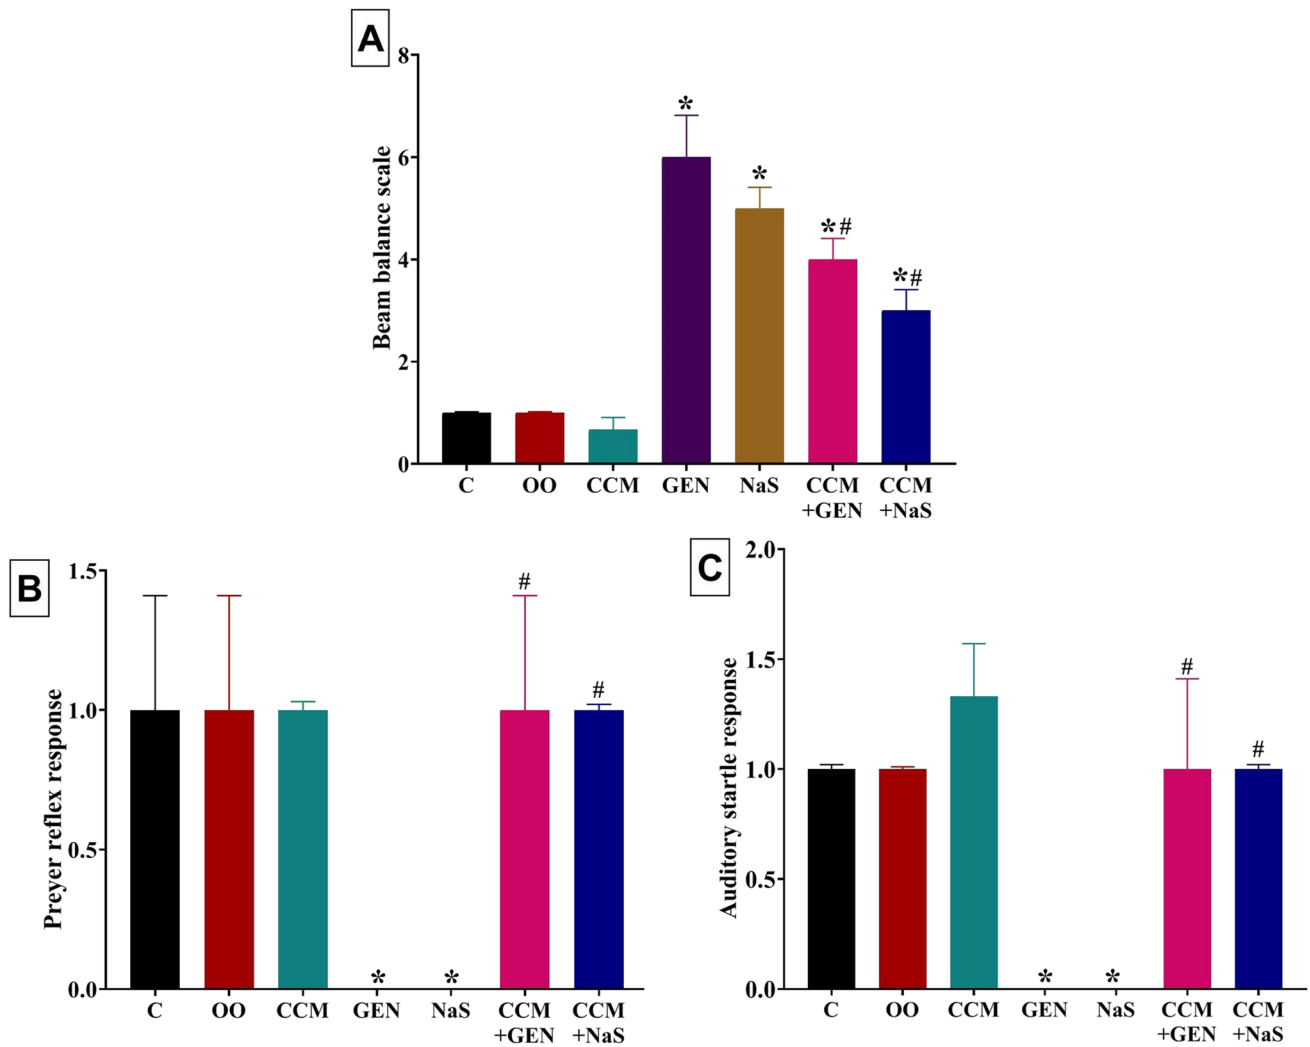 A
Beam balance scale
8
6
4
2
0
*
*
*#
*#
C OO CCM GEN NaS CCM CCM
+GEN +NaS
B
Preyer reflex response
1.5
1.0
0.5
0.0
#
#
* *
C OO CCM GEN NaS CCM CCM
+GEN +NaS
C
Auditory startle response
2.0
1.5
1.0
0.5
0.0
#
#
* *
C OO CCM GEN NaS CCM CCM
+GEN +NaS